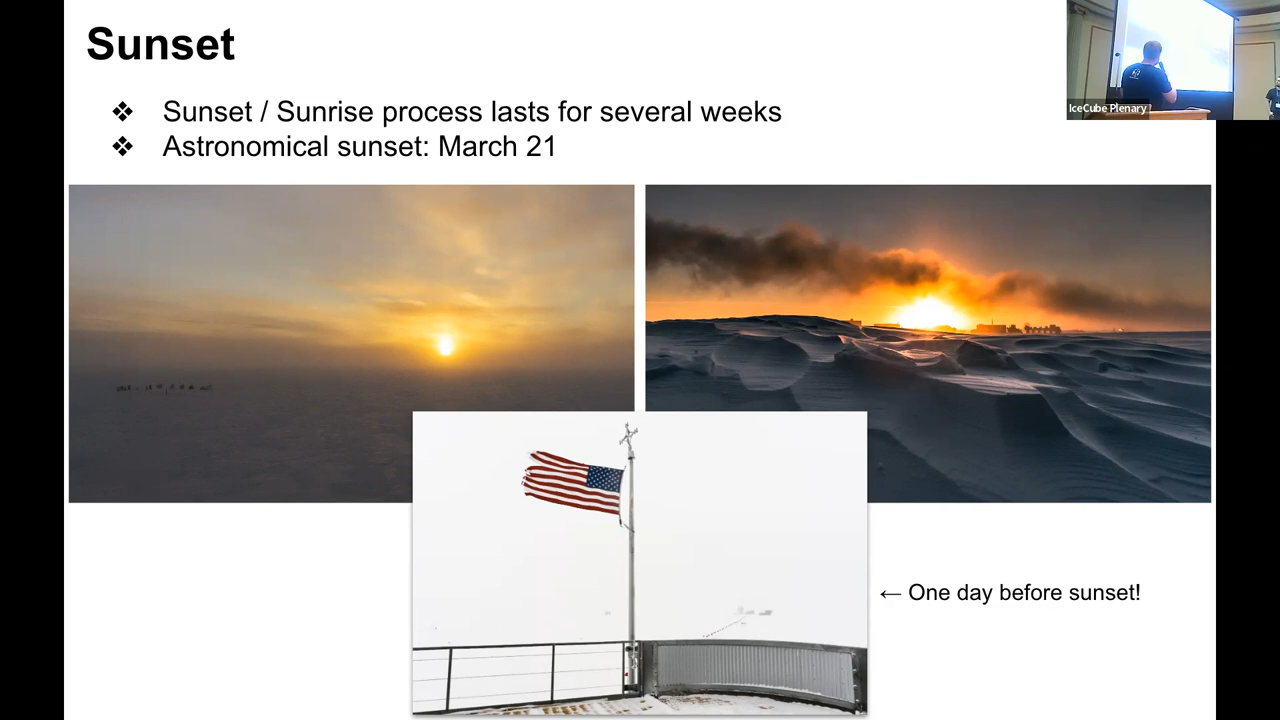 Sunset
❖ Sunset / Sunrise process lasts for several weeks
❖ Astronomical sunset: March 21
IceCube Plenary
← One day before sunset!